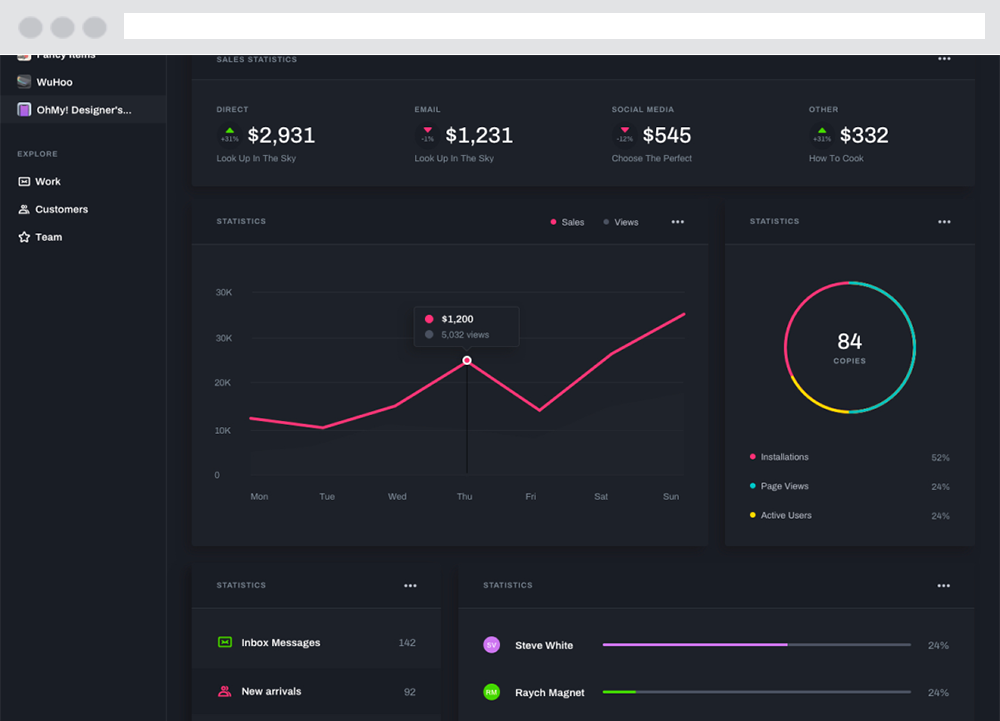 Fancy Items
WuHoo
OhMy! Designer's...
EXPLORE
Work
Customers
Team
SALES STATISTICS
DIRECT
+31%
$2,931
Look Up In The Sky
EMAIL
-1%
$1,231
Look Up In The Sky
SOCIAL MEDIA
-12%
$545
Choose The Perfect
OTHER
+31%
$332
How To Cook
STATISTICS
Sales
Views
30K
30K
20K
10K
0
$1,200
5,032 views
Mon
Tue
Wed
Thu
Fri
Sat
Sun
STATISTICS
84
COPIES
Installations 52%
Page Views 24%
Active Users 24%
STATISTICS
Inbox Messages 142
New arrivals 92
STATISTICS
SV Steve White 24%
RM Raych Magnet 24%